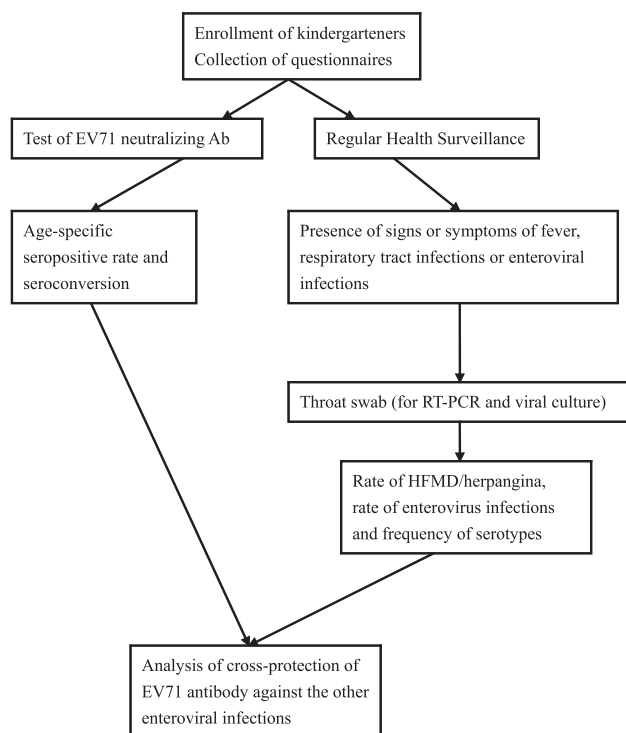 Enrollment of kindergarteners
Collection of questionnaires
Test of EV71 neutralizing Ab
Regular Health Surveillance
Age-specific
seropositive rate and
seroconversion
Presence of signs or symptoms of fever,
respiratory tract infections or enteroviral
infections
Throat swab (for RT-PCR and viral culture)
Rate of HFMD/herpangina,
rate of enterovirus infections
and frequency of serotypes
Analysis of cross-protection of
EV71 antibody against the other
enteroviral infections